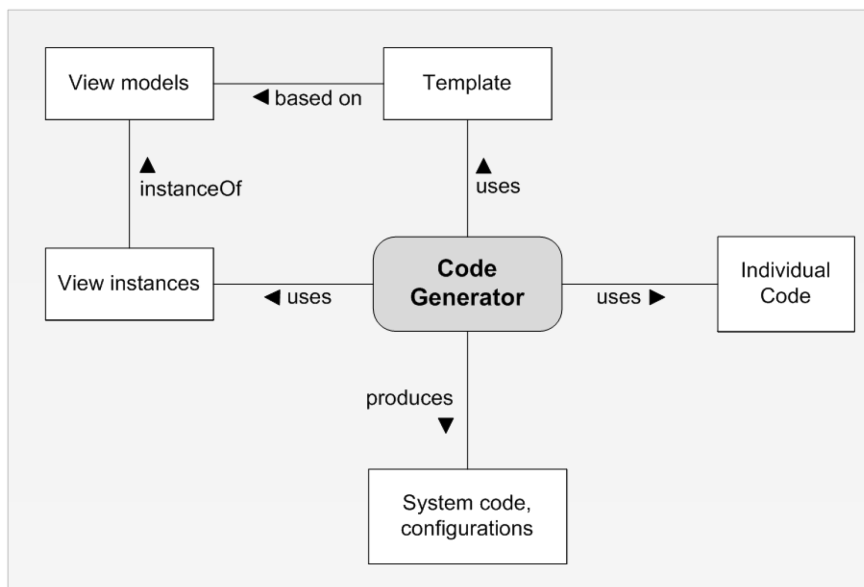 View models
Template
◄ based on
▲
instanceOf
▲
uses
View instances
Code
Generator
Individual
Code
◄ uses
uses ►
produces
▼
System code,
configurations